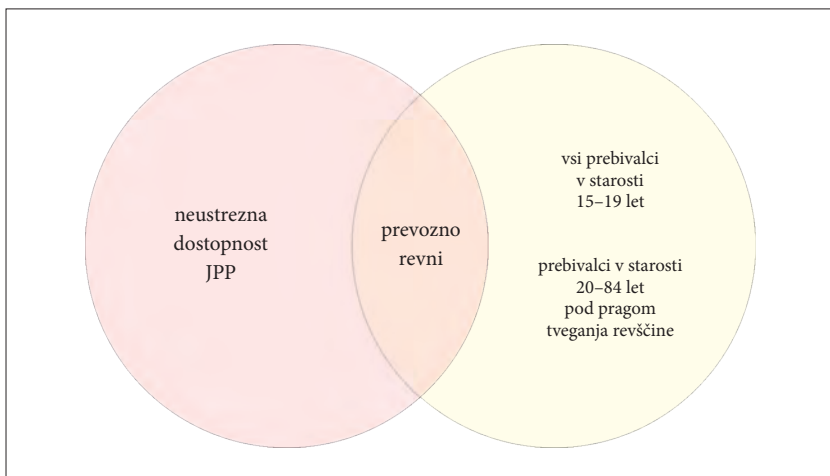 neustrezna
dostopnost
JPP
prevozno
revni
vsi prebivalci
v starosti
15–19 let
prebivalci v starosti
20–84 let
pod pragom
tveganja revščine